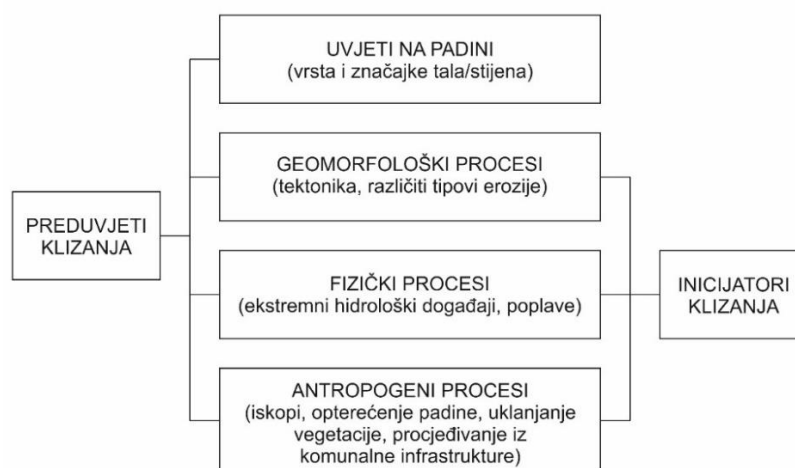 UVJETI NA PADINI
(vrsta i značajke tala/stijena)
GEOMORFOLOŠKI PROCESI
(tektonika, različiti tipovi erozije)
PREDUVJETI
KLIZANJA
FIZIČKI PROCESI
(ekstremni hidrološki događaji, poplave)
INICIJATORI
KLIZANJA
ANTROPOGENI PROCESI
(iskopi, opterećenje padine, uklanjanje
vegetacije, procjeđivanje iz
komunalne infrastrukture)